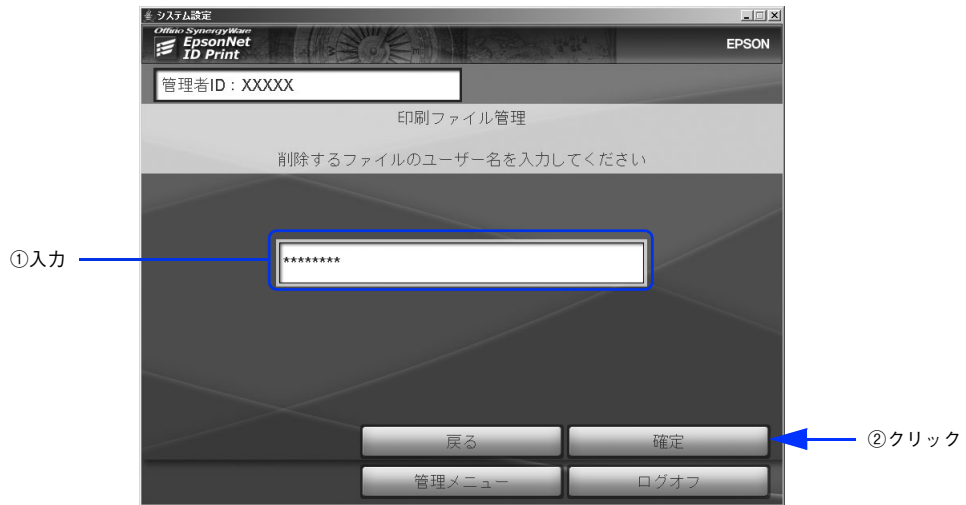 システム設定
Offirio SynergyWare
EpsonNet
ID Print
EPSON
管理者ID：XXXXX
印刷ファイル管理
削除するファイルのユーザー名を入力してください
①入力
********
戻る
確定
②クリック
管理メニュー
ログオフ